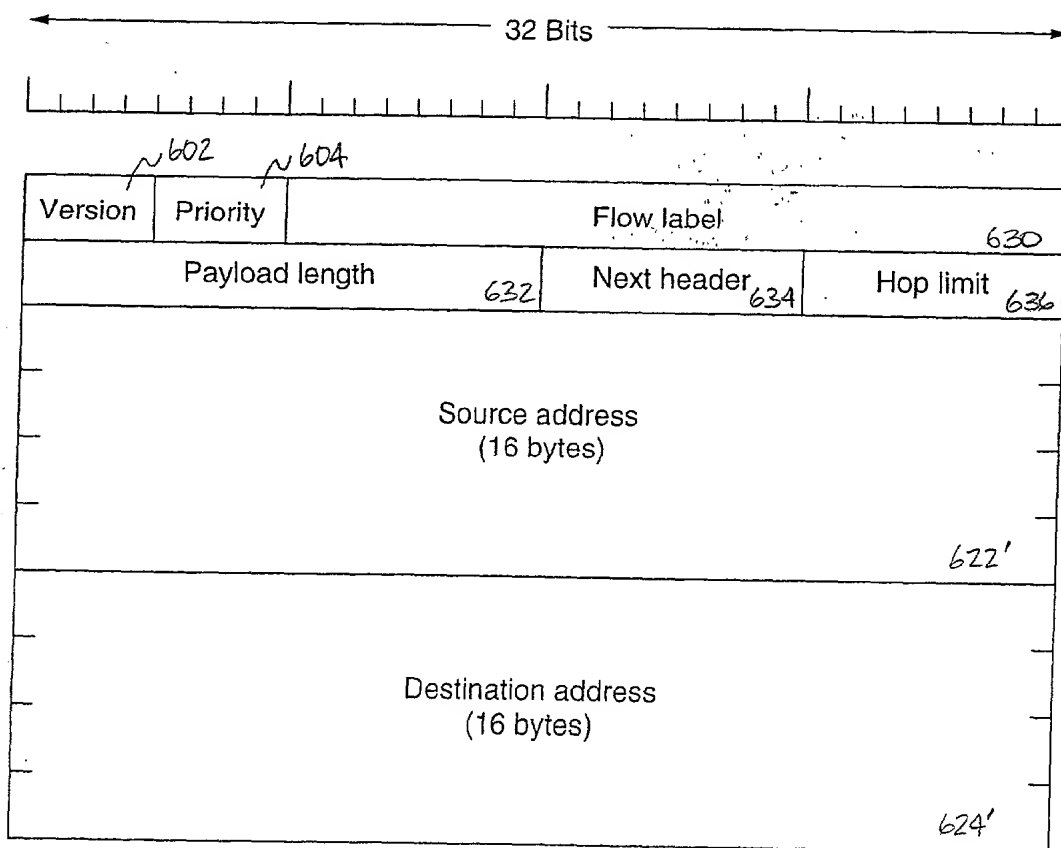 32 Bits
602 604
Version Priority Flow label 630
Payload length 632 Next header 634 Hop limit 636
Source address
(16 bytes)
622'
Destination address
(16 bytes)
624'